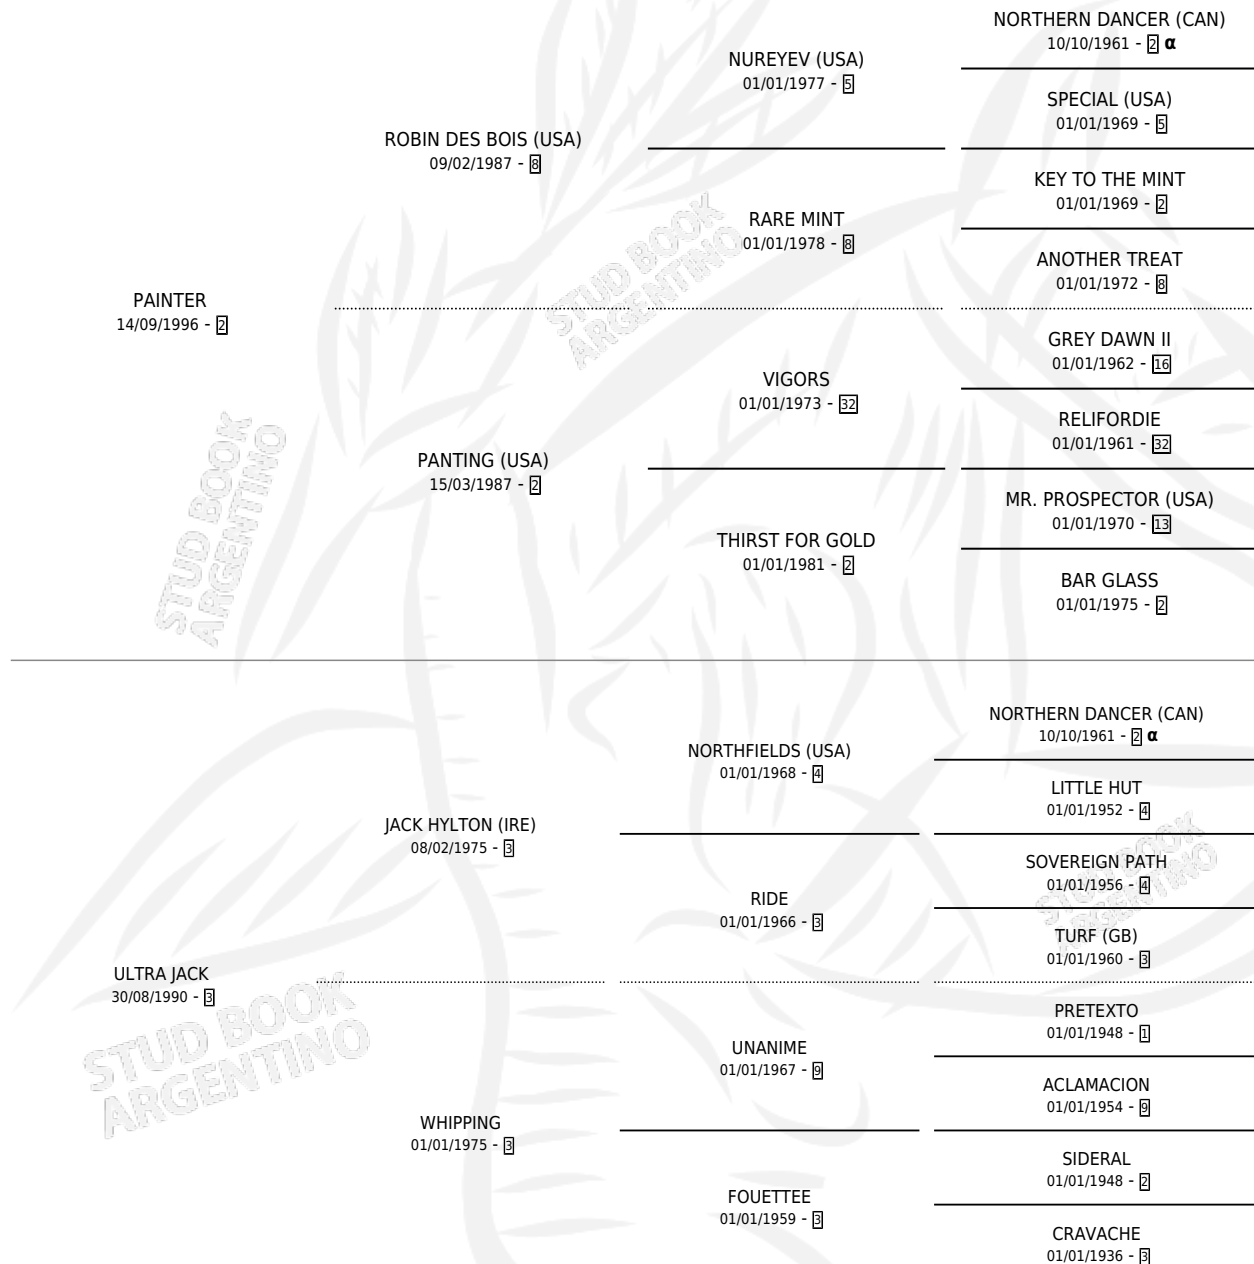 NORTHERN DANCER (CAN)
10/10/1961 - 2 α
NUREYEV (USA)
01/01/1977 - 5
SPECIAL (USA)
01/01/1969 - 5
ROBIN DES BOIS (USA)
09/02/1987 - 8
KEY TO THE MINT
01/01/1969 - 2
RARE MINT
01/01/1978 - 8
ANOTHER TREAT
01/01/1972 - 8
PAINTER
14/09/1996 - 2
GREY DAWN II
01/01/1962 - 16
VIGORS
01/01/1973 - 32
RELIFORDIE
01/01/1961 - 32
PANTING (USA)
15/03/1987 - 2
MR. PROSPECTOR (USA)
01/01/1970 - 13
THIRST FOR GOLD
01/01/1981 - 2
BAR GLASS
01/01/1975 - 2
STUD BOOK
ARGENTINO
STUD BOOK
ARGENTINO
NORTHERN DANCER (CAN)
10/10/1961 - 2 α
NORTHFIELDS (USA)
01/01/1968 - 4
LITTLE HUT
01/01/1952 - 4
JACK HYLTON (IRE)
08/02/1975 - 3
SOVEREIGN PATH
01/01/1956 - 4
RIDE
01/01/1966 - 3
TURF (GB)
01/01/1960 - 3
ULTRA JACK
30/08/1990 - 3
PRETEXTO
01/01/1948 - 1
UNANIME
01/01/1967 - 9
ACLAMACION
01/01/1954 - 9
WHIPPING
01/01/1975 - 3
SIDERAL
01/01/1948 - 2
FOUETTEE
01/01/1959 - 3
CRAVACHE
01/01/1936 - 3
STUD BOOK
ARGENTINO
STUD BOOK
ARGENTINO